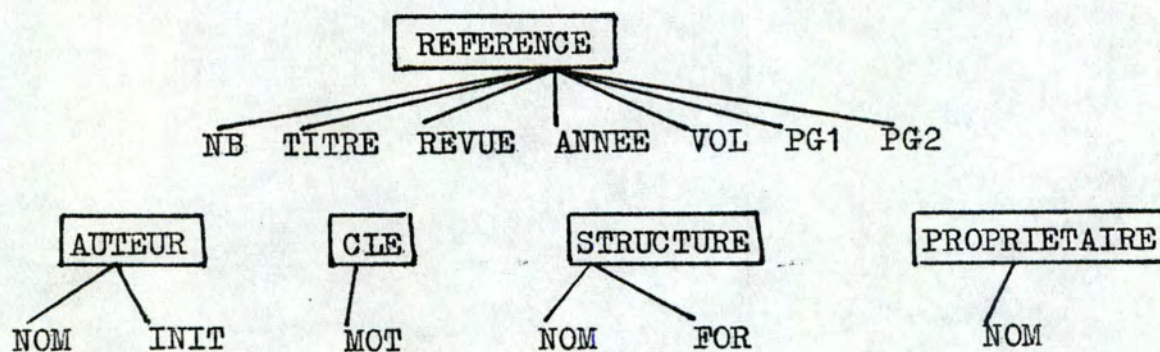 REFERENCE
NB TITRE REVUE ANNEE VOL PG1 PG2
AUTEUR CLE STRUCTURE PROPRIETAIRE
NOM INIT MOT NOM FOR NOM